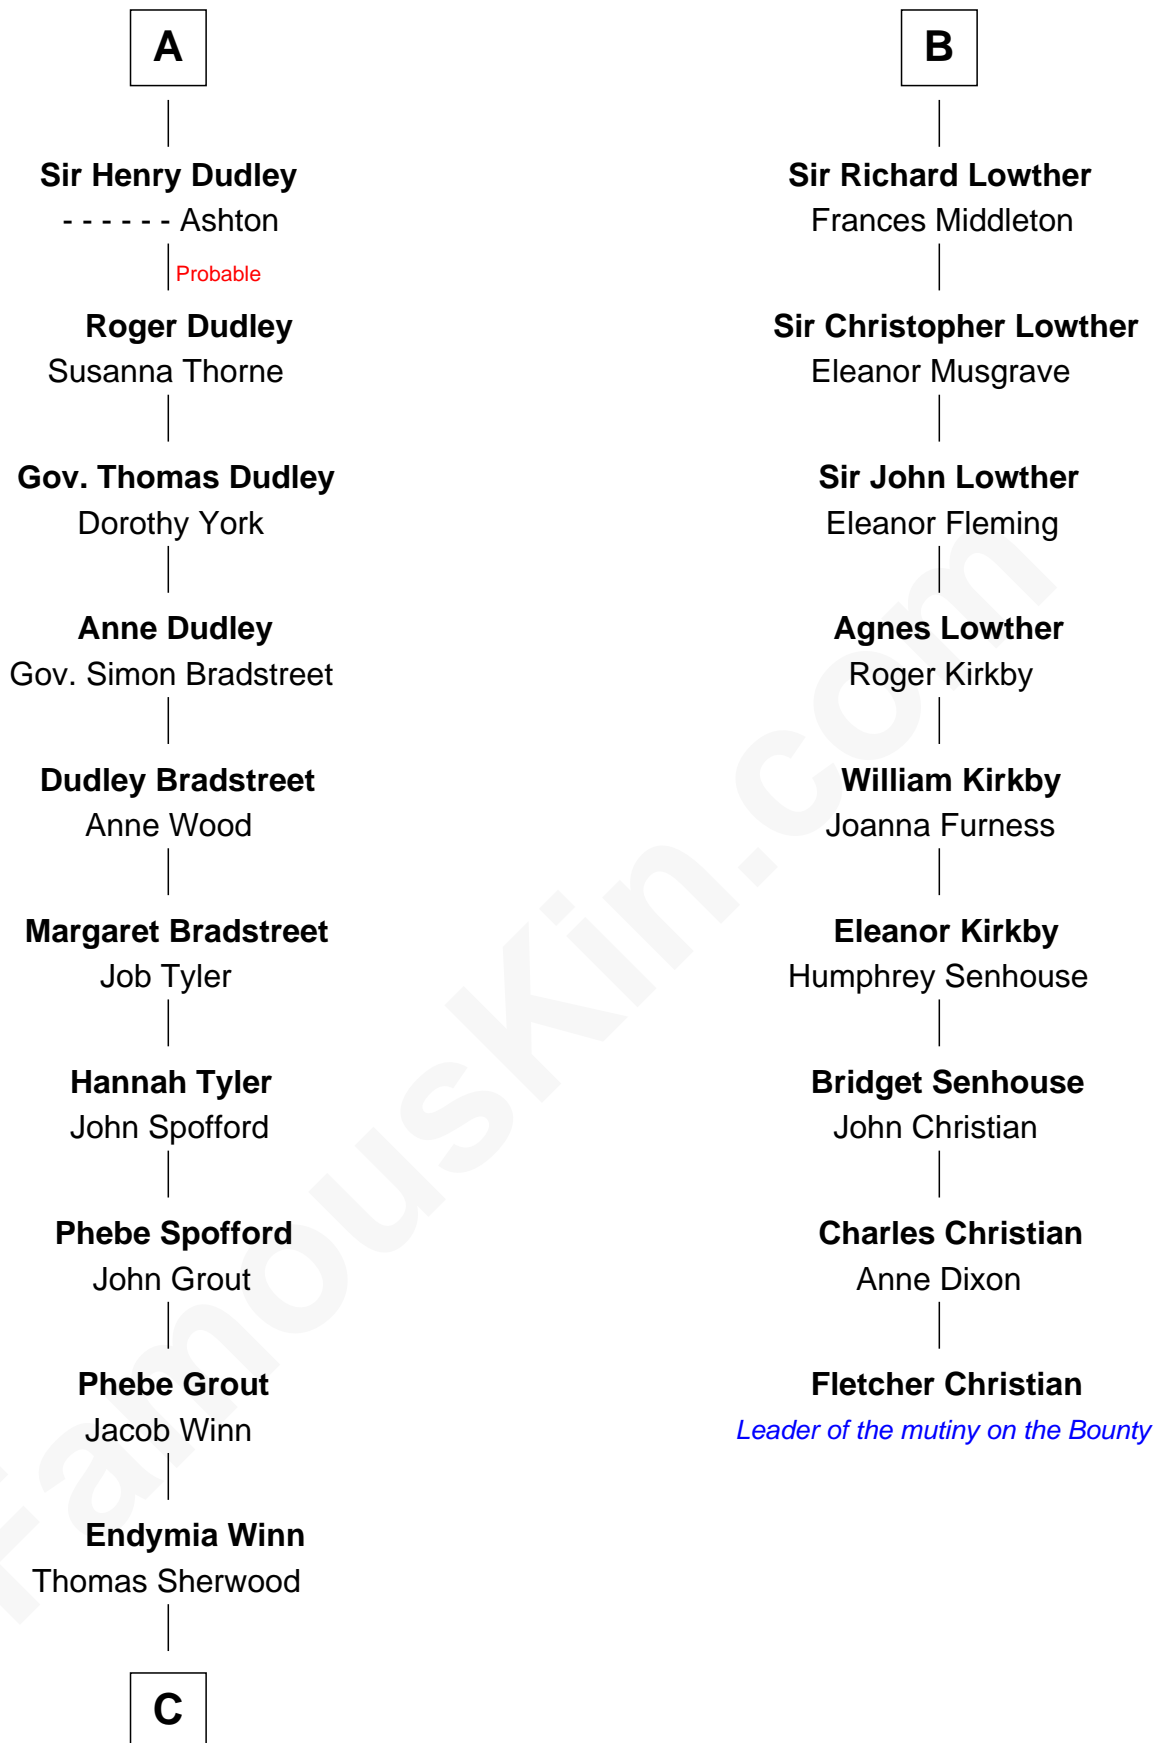 A
Sir Henry Dudley
- - - - - - Ashton
Probable
Roger Dudley
Susanna Thorne
Gov. Thomas Dudley
Dorothy York
Anne Dudley
Gov. Simon Bradstreet
Dudley Bradstreet
Anne Wood
Margaret Bradstreet
Job Tyler
Hannah Tyler
John Spofford
Phebe Spofford
John Grout
Phebe Grout
Jacob Winn
Endymia Winn
Thomas Sherwood
C
B
Sir Richard Lowther
Frances Middleton
Sir Christopher Lowther
Eleanor Musgrave
Sir John Lowther
Eleanor Fleming
Agnes Lowther
Roger Kirkby
William Kirkby
Joanna Furness
Eleanor Kirkby
Humphrey Senhouse
Bridget Senhouse
John Christian
Charles Christian
Anne Dixon
Fletcher Christian
Leader of the mutiny on the Bounty
FamousKin.com